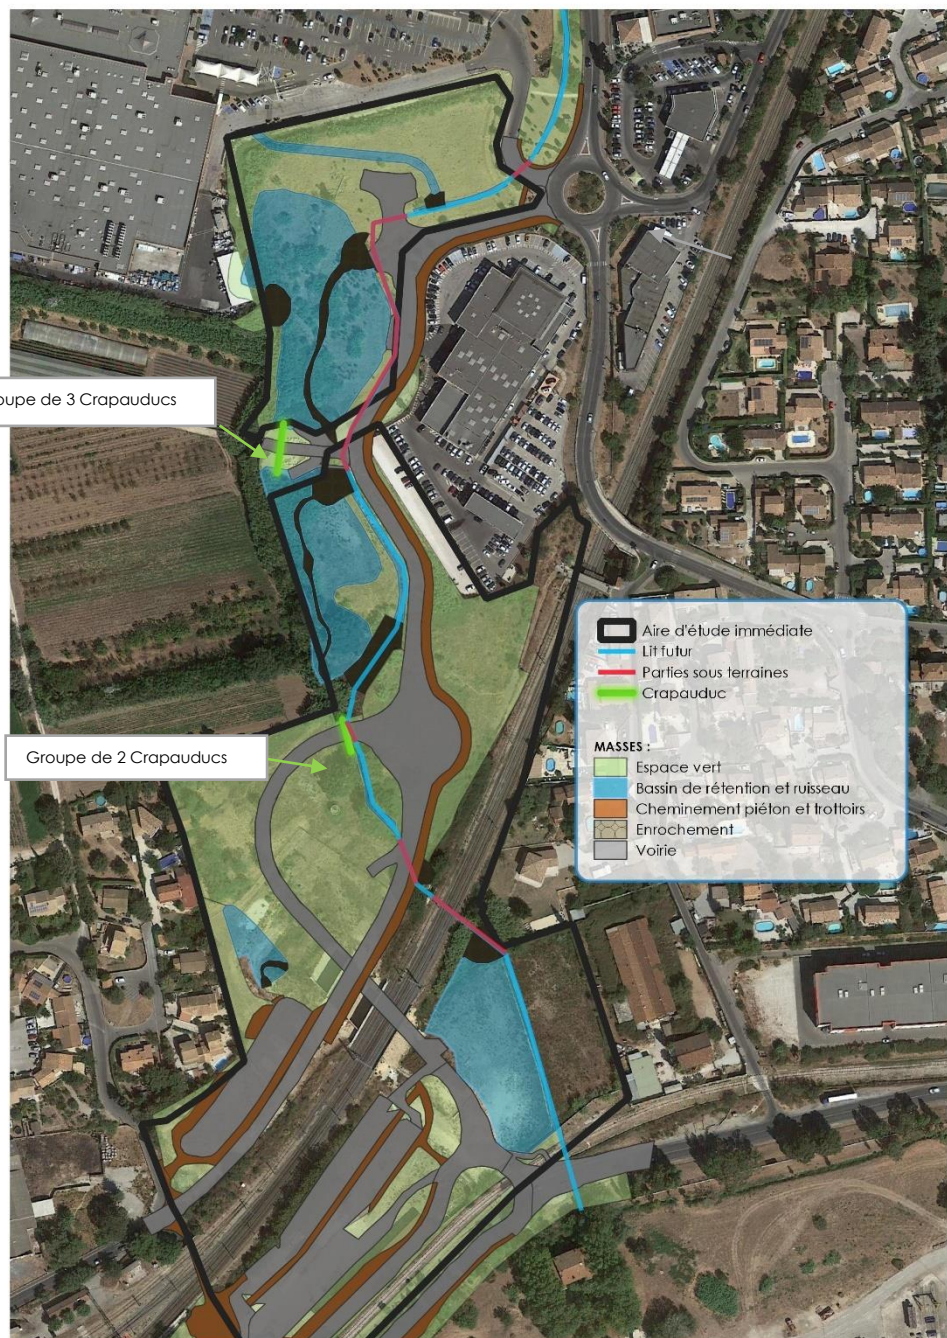 oupe de 3 Crapauducs
Groupe de 2 Crapauducs
Aire d'étude immédiate
Lit futur
Parties sous terraines
Crapauduc
MASSES :
Espace vert
Bassin de rétention et ruisseau
Cheminement piéton et trottoirs
Enrochement
Voirie